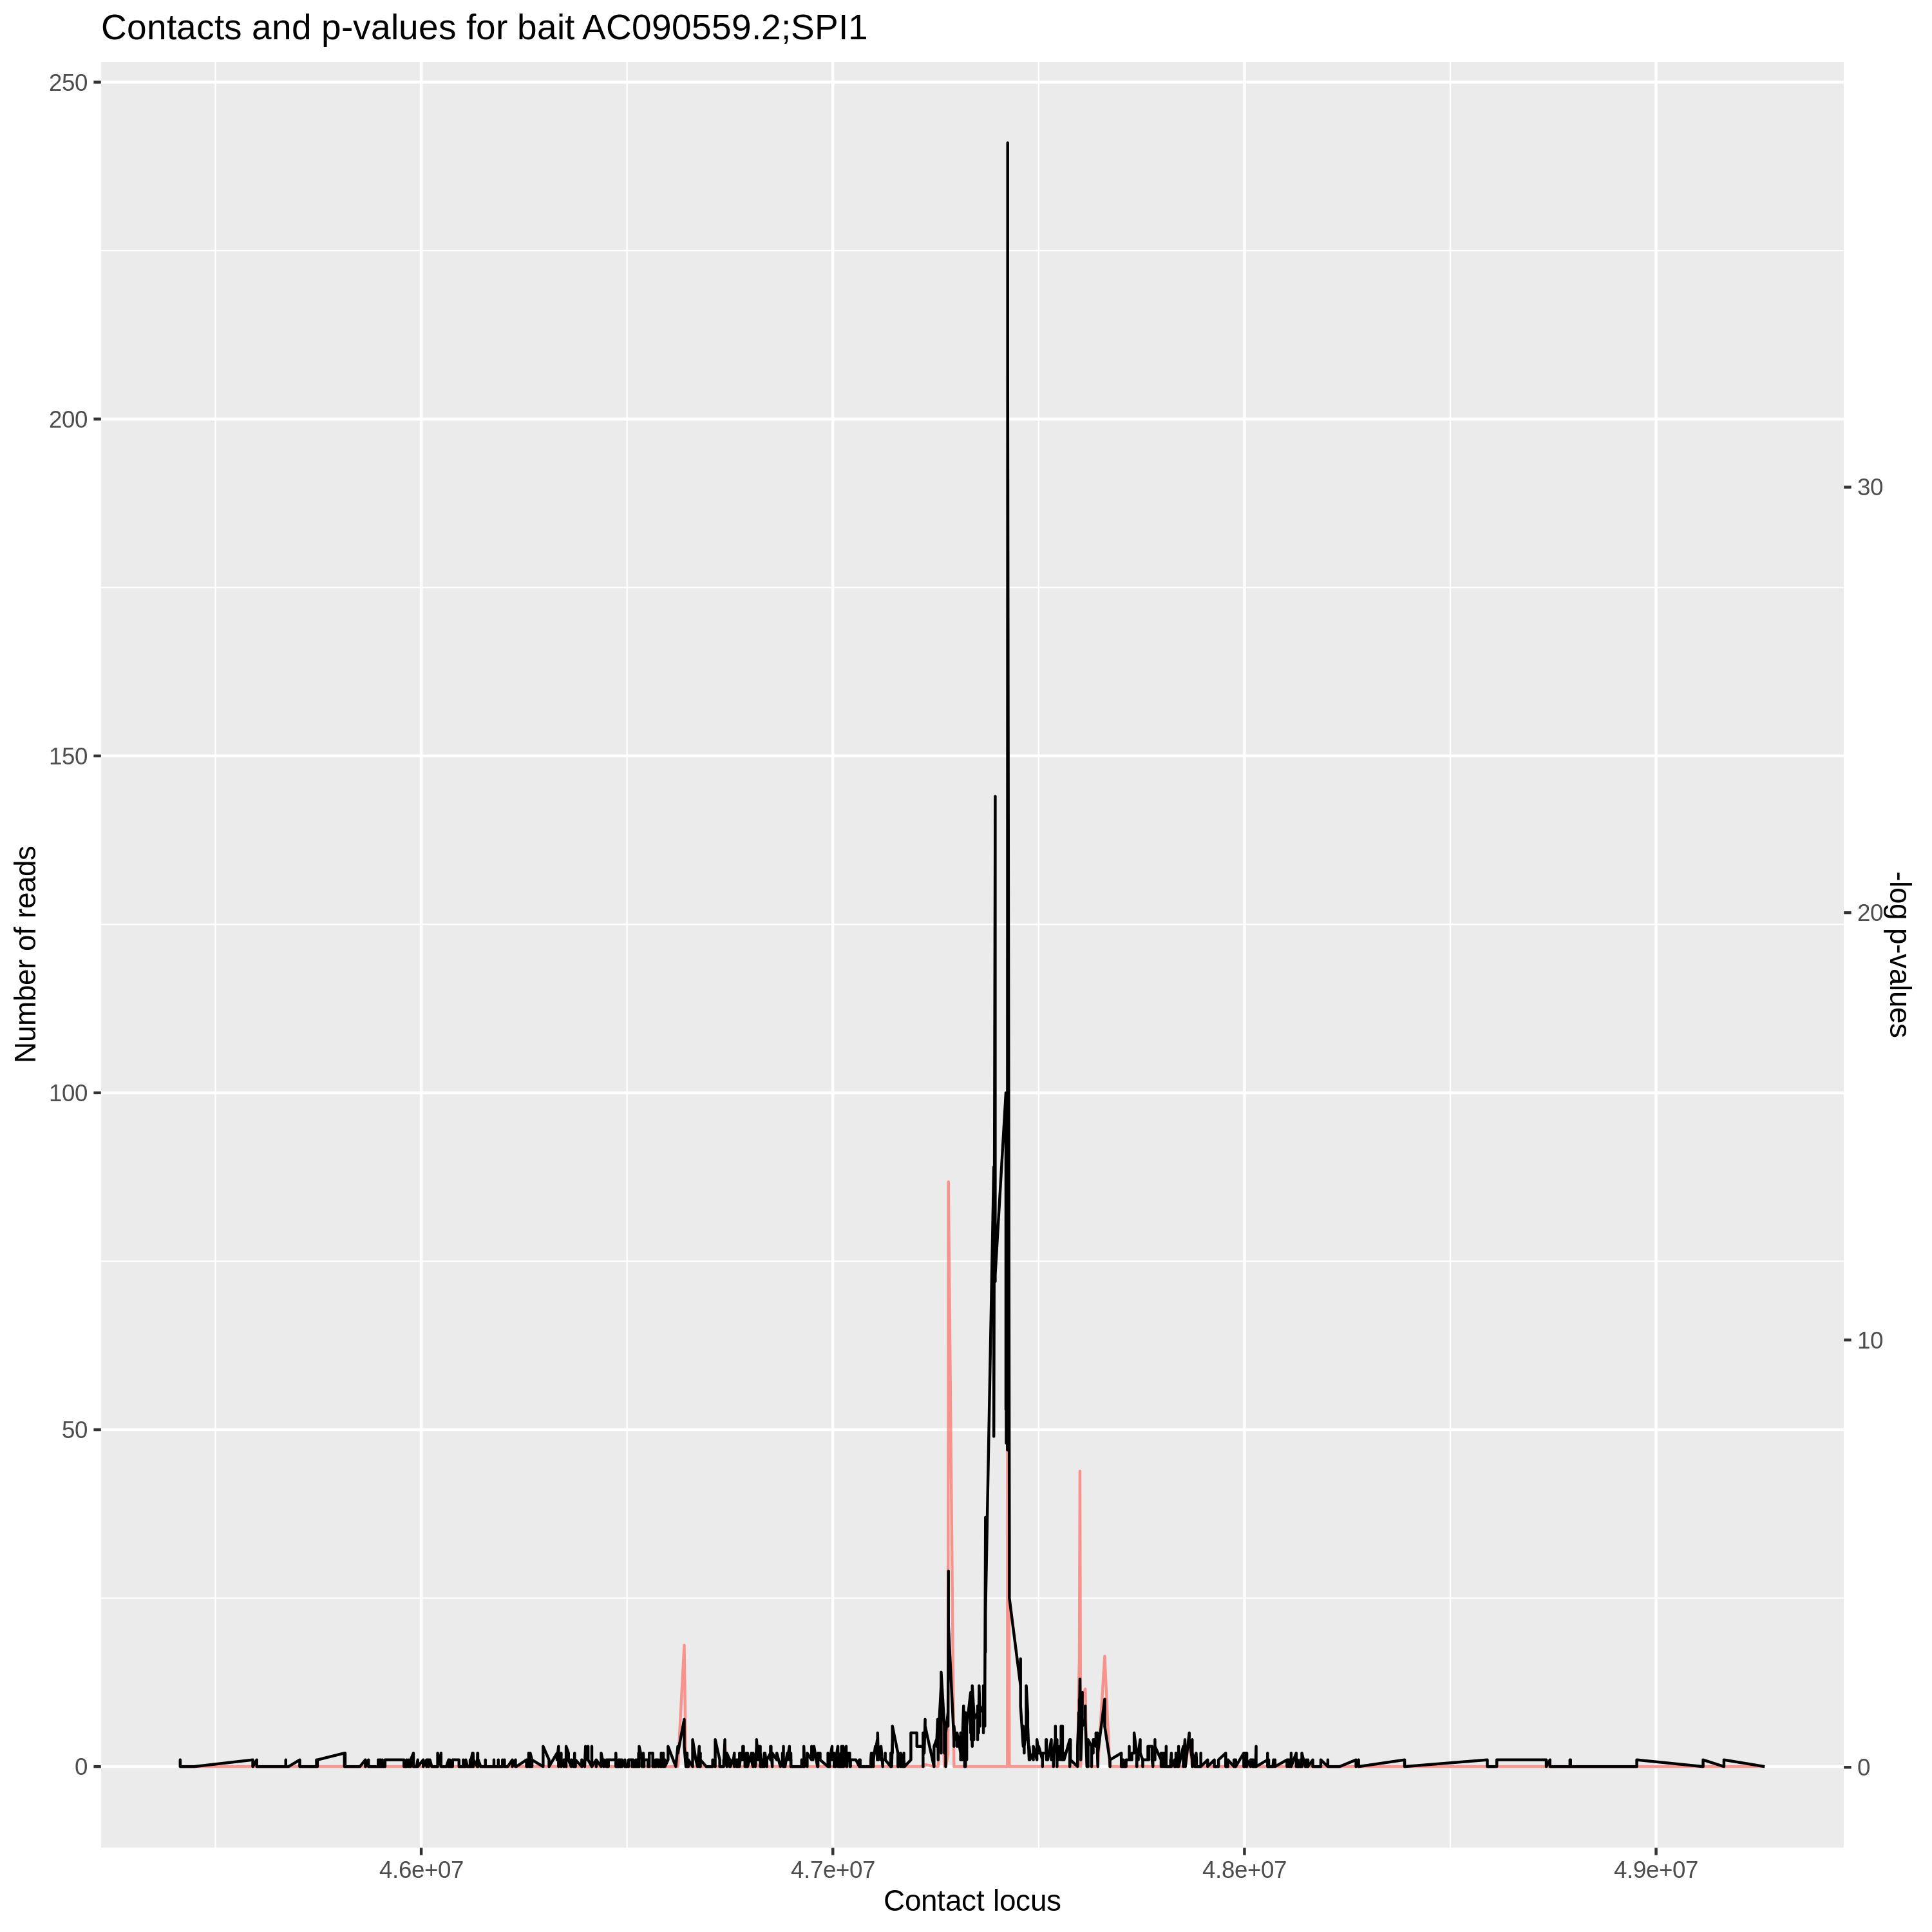 Contacts and p-values for bait AC090559.2;SPI1
250
200
150
100
50
0
Number of reads
30
20
10
0
-log p-values
4.6e+07
4.7e+07
4.8e+07
4.9e+07
Contact locus